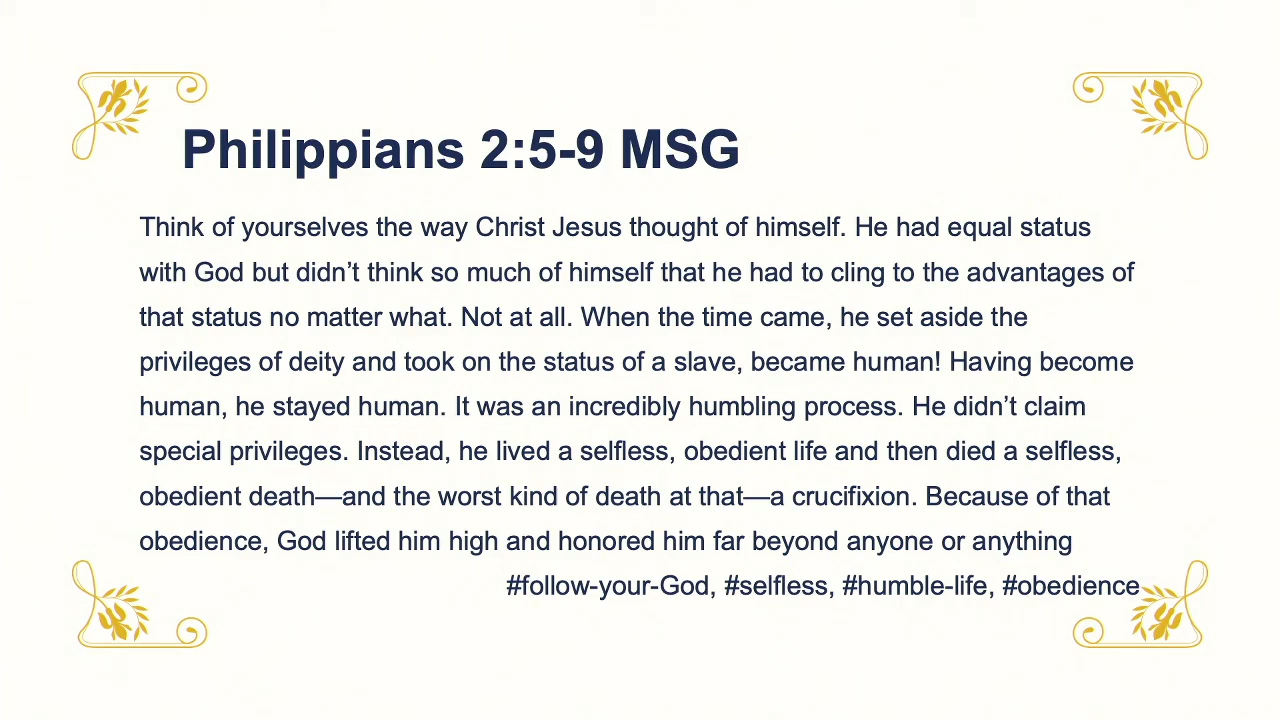 Philippians 2:5-9 MSG
Think of yourselves the way Christ Jesus thought of himself. He had equal status
with God but didn’t think so much of himself that he had to cling to the advantages of
that status no matter what. Not at all. When the time came, he set aside the
privileges of deity and took on the status of a slave, became human! Having become
human, he stayed human. It was an incredibly humbling process. He didn’t claim
special privileges. Instead, he lived a selfless, obedient life and then died a selfless,
obedient death—and the worst kind of death at that—a crucifixion. Because of that
obedience, God lifted him high and honored him far beyond anyone or anything
#follow-your-God, #selfless, #humble-life, #obedience